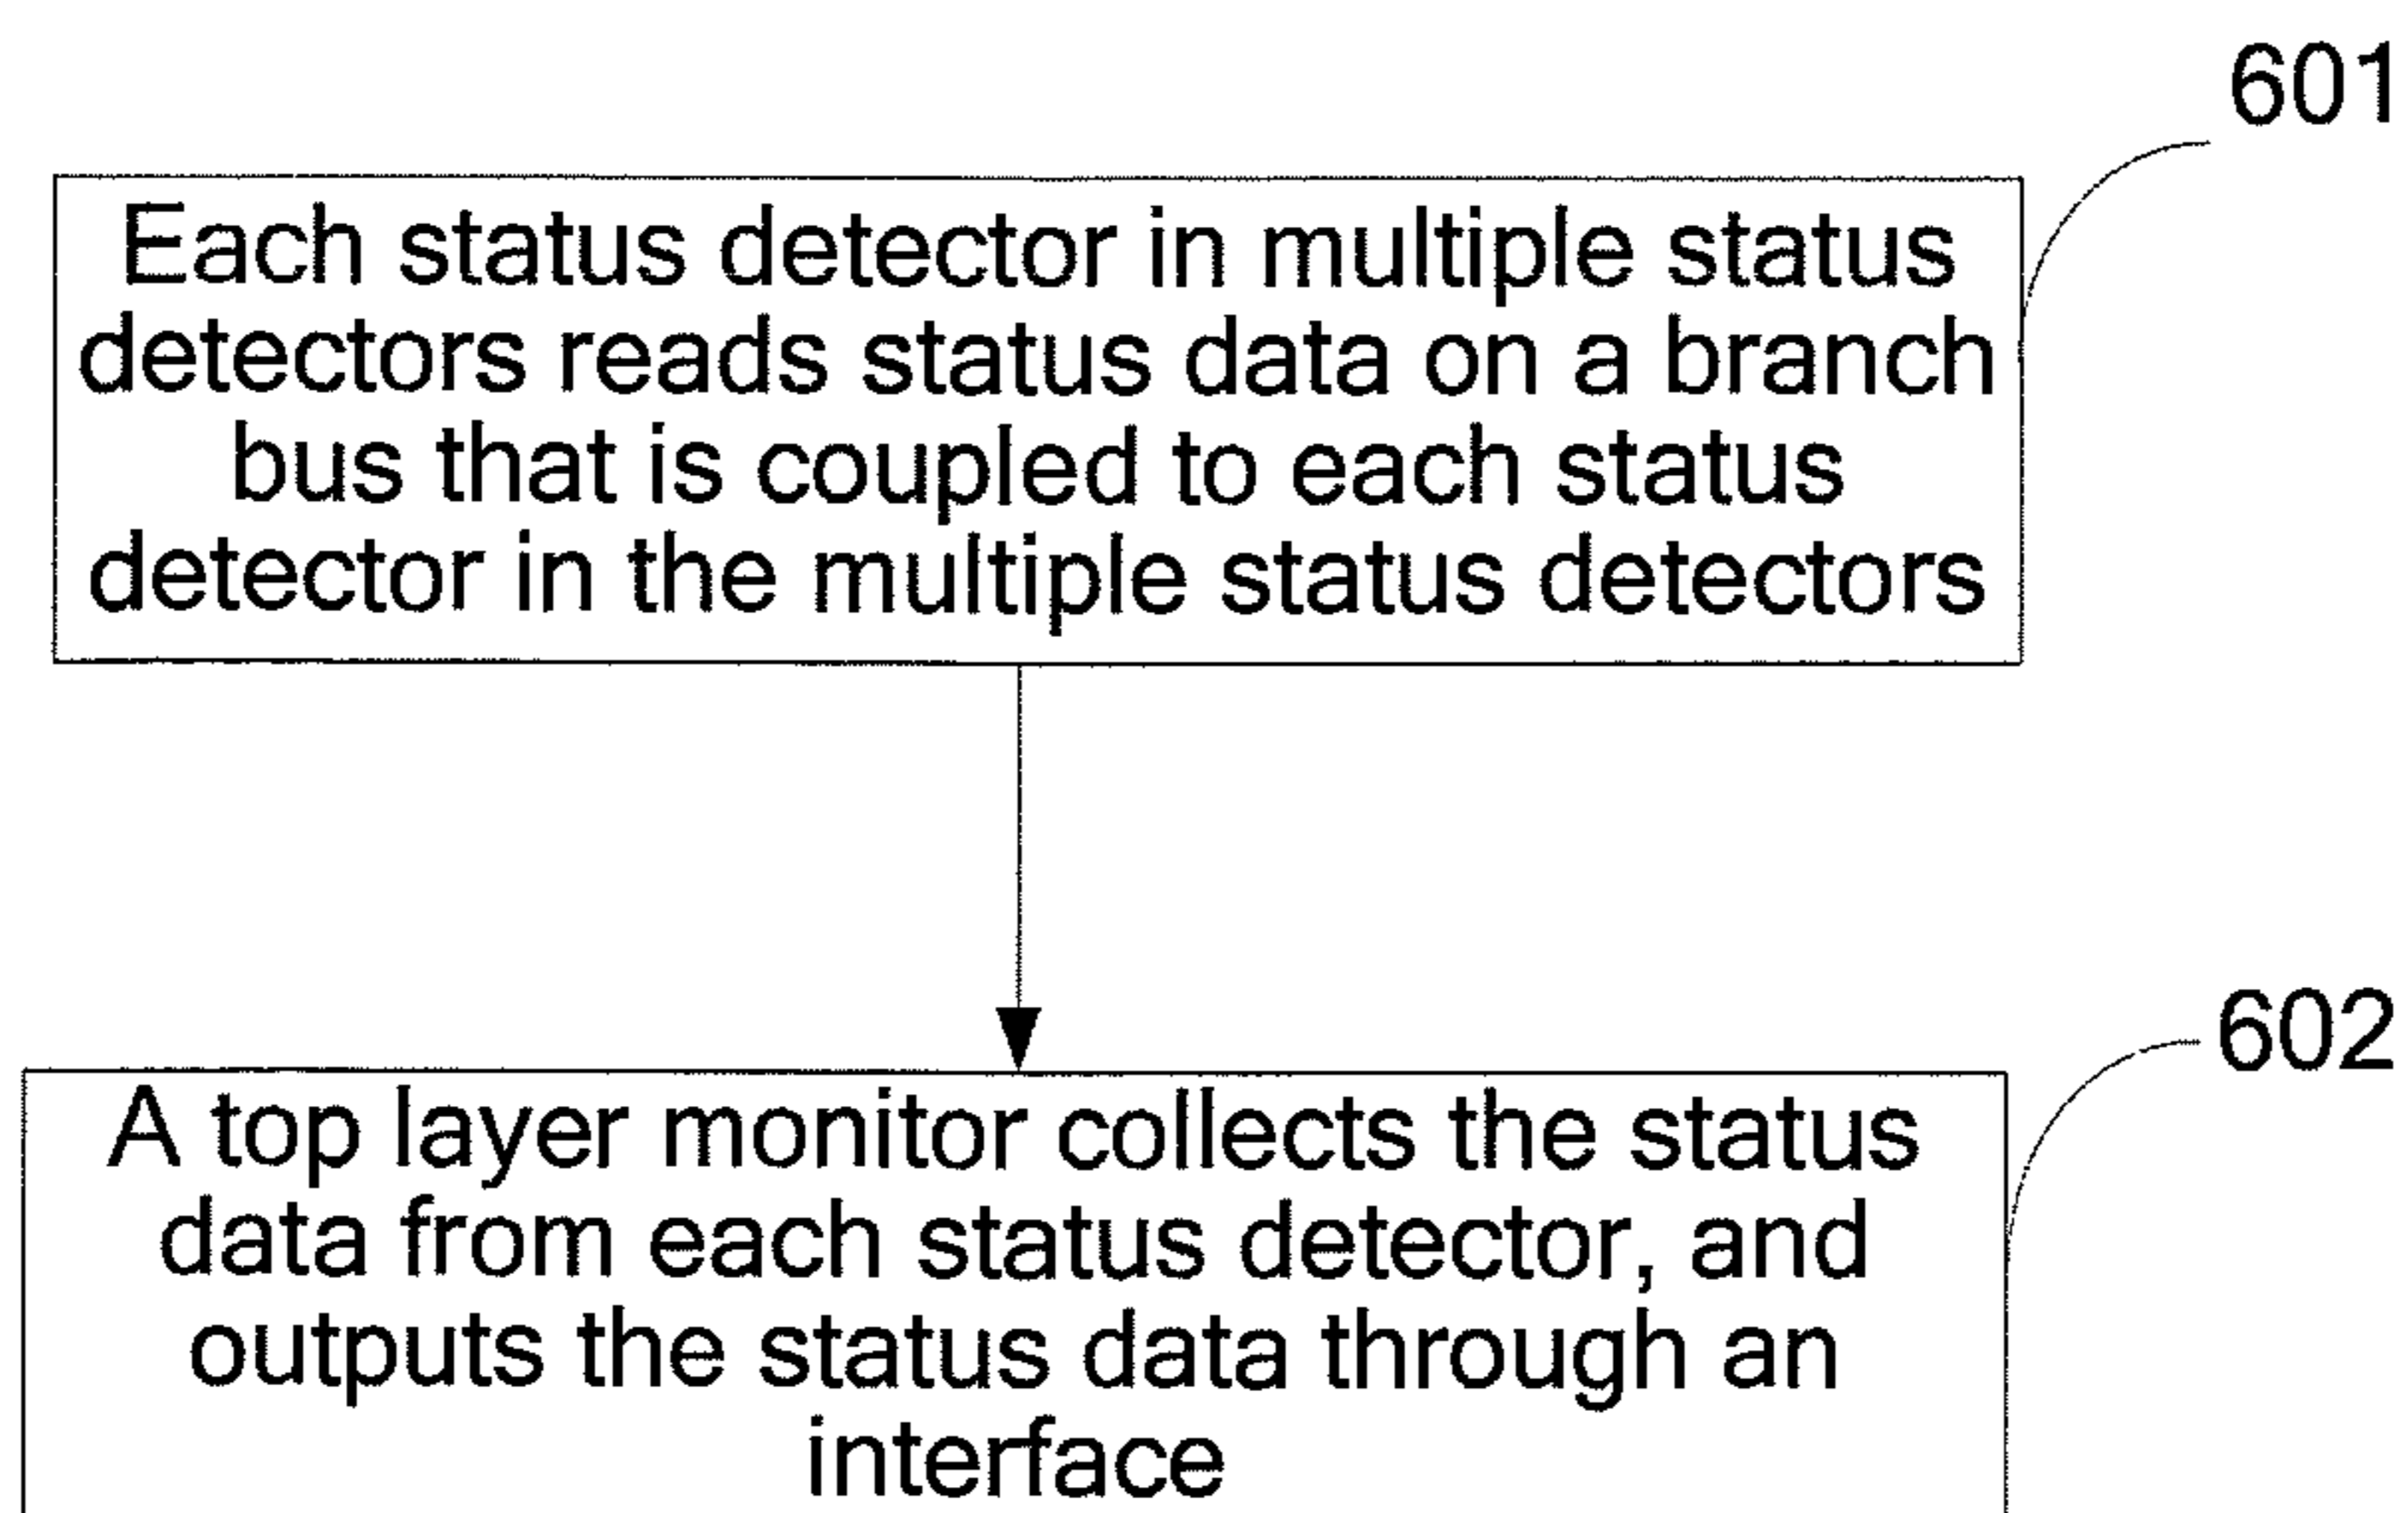 601
Each status detector in multiple status
detectors reads status data on a branch
bus that is coupled to each status
detector in the multiple status detectors
602
A top layer monitor collects the status
data from each status detector, and
outputs the status data through an
interface